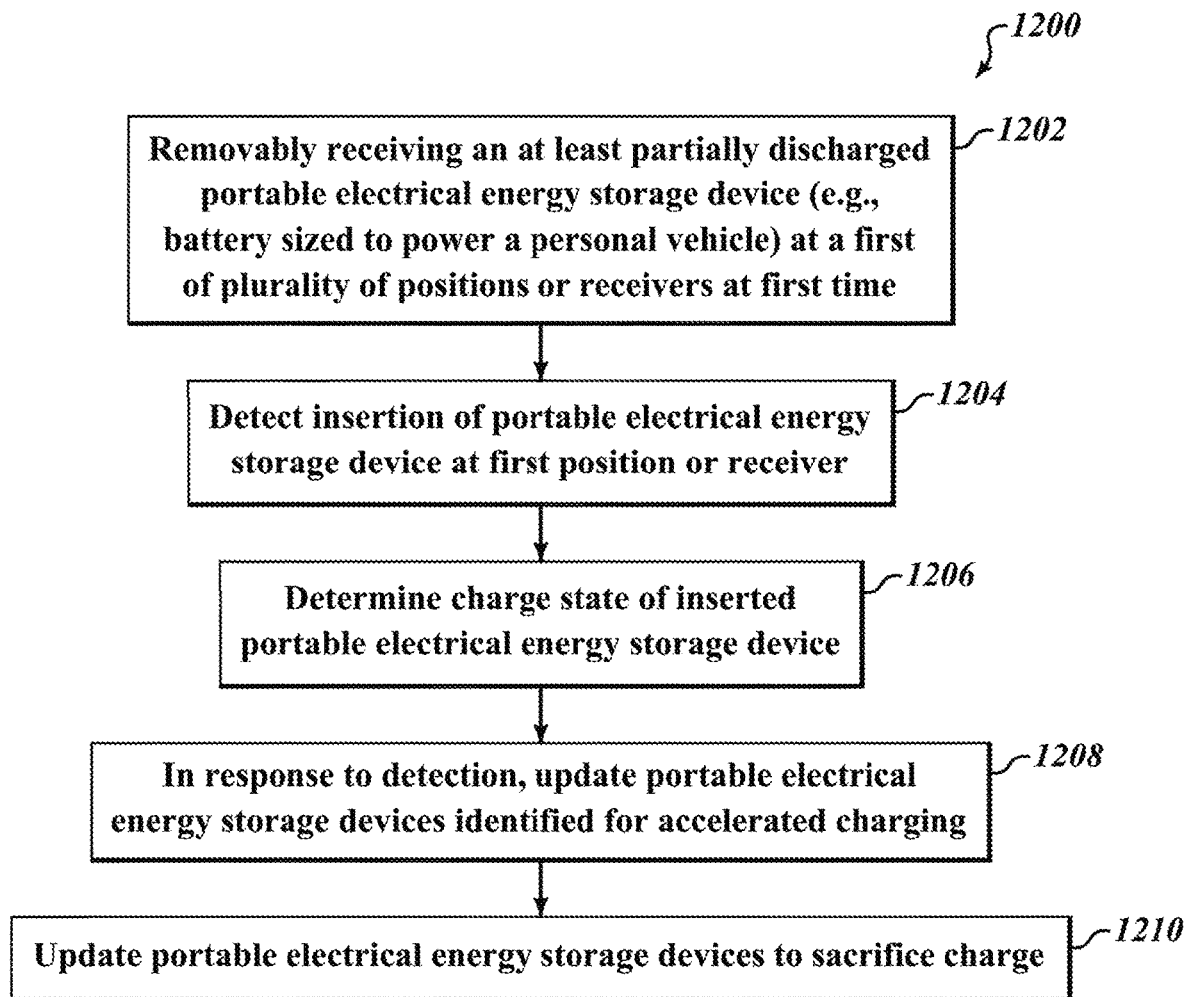 1200
1202
Removably receiving an at least partially discharged
portable electrical energy storage device (e.g.,
battery sized to power a personal vehicle) at a first
of plurality of positions or receivers at first time
1204
Detect insertion of portable electrical energy
storage device at first position or receiver
1206
Determine charge state of inserted
portable electrical energy storage device
1208
In response to detection, update portable electrical
energy storage devices identified for accelerated charging
1210
Update portable electrical energy storage devices to sacrifice charge